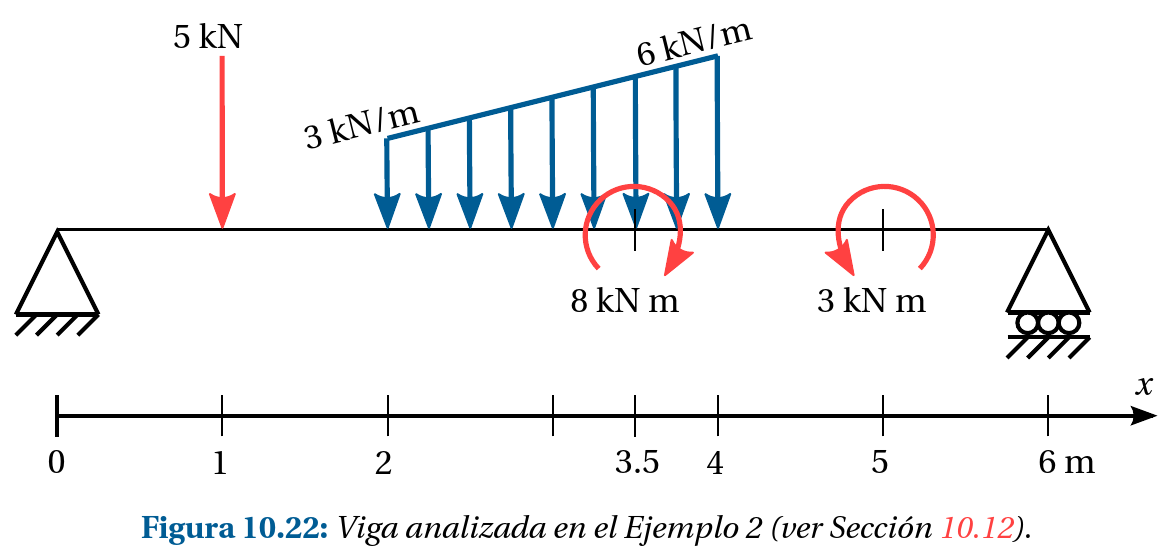 5 kN
6 kN/m
3 kN/m
8 kN m
3 kN m
x
0
1
2
3.5
4
5
6 m
Figura 10.22: Viga analizada en el Ejemplo 2 (ver Sección 10.12).